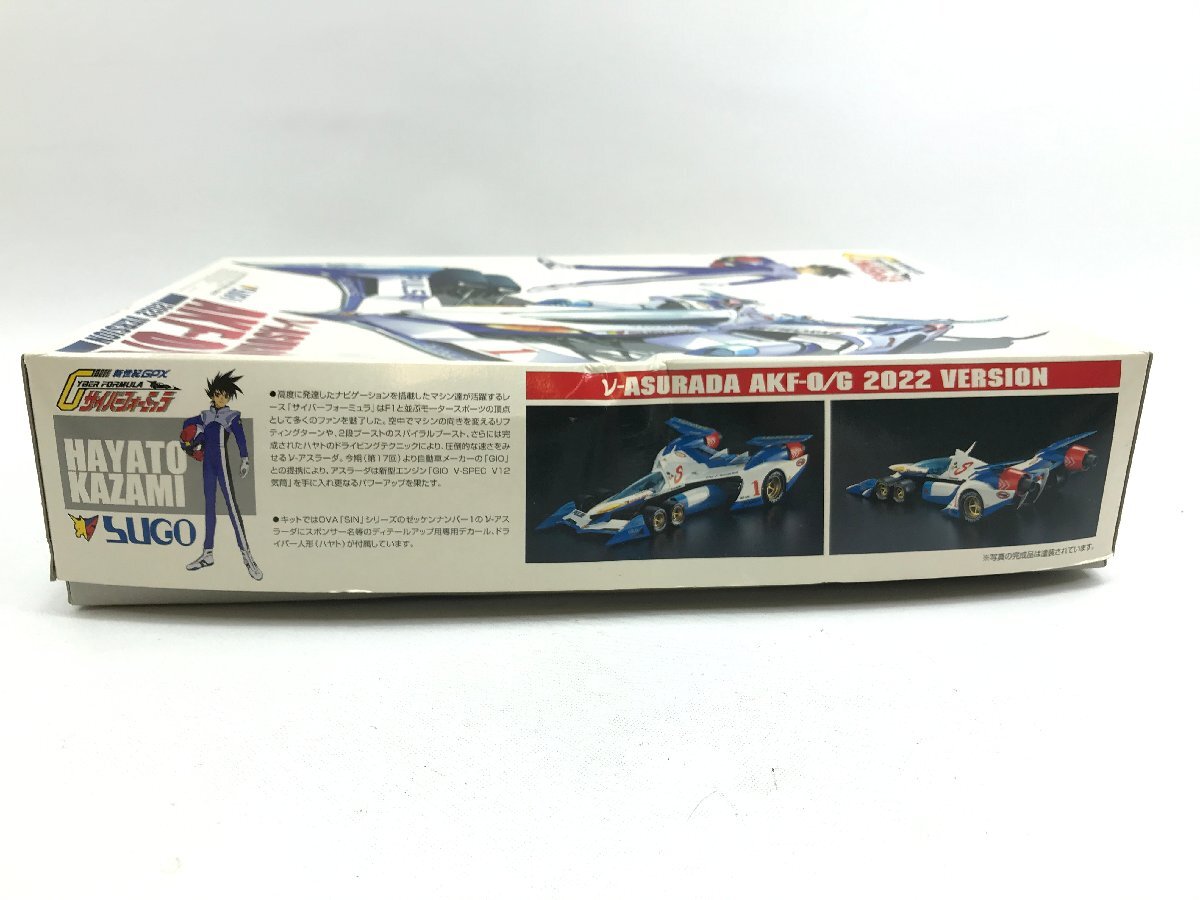 ν-ASURADA
AKF-0/G
2022 VERSION
SUGO
新世紀GPX
CYBER FORMULA
サイバーフォーミュラ
HAYATO
KAZAMI
SUGO
●高度に発達したナビゲーションを搭載したマシン達が活躍するレ
ース「サイバーフォーミュラ」はF1と並ぶモータースポーツの頂点
として多くのファンを魅了した。空中でマシンの向きを変えるリフ
ティングターンや、2段ブーストのスパイラルブースト、さらには完
成されたハヤトのドライビングテクニックにより、圧倒的な速さをみ
せるν-アスラーダ。今期(第17回)より自動車メーカーの「GIO」
との提携により、アスラーダは新型エンジン「GIO V-SPEC V12
気筒」を手に入れ更なるパワーアップを果たす。
●キットではOVA「SIN」シリーズのゼッケンナンバー1のν-アス
ラーダにスポンサー名等のディテールアップ用専用デカール、ドラ
イバー人形(ハヤト)が付属しています。
ν-ASURADA AKF-0/G 2022 VERSION
1
※写真の完成品は塗装されています。